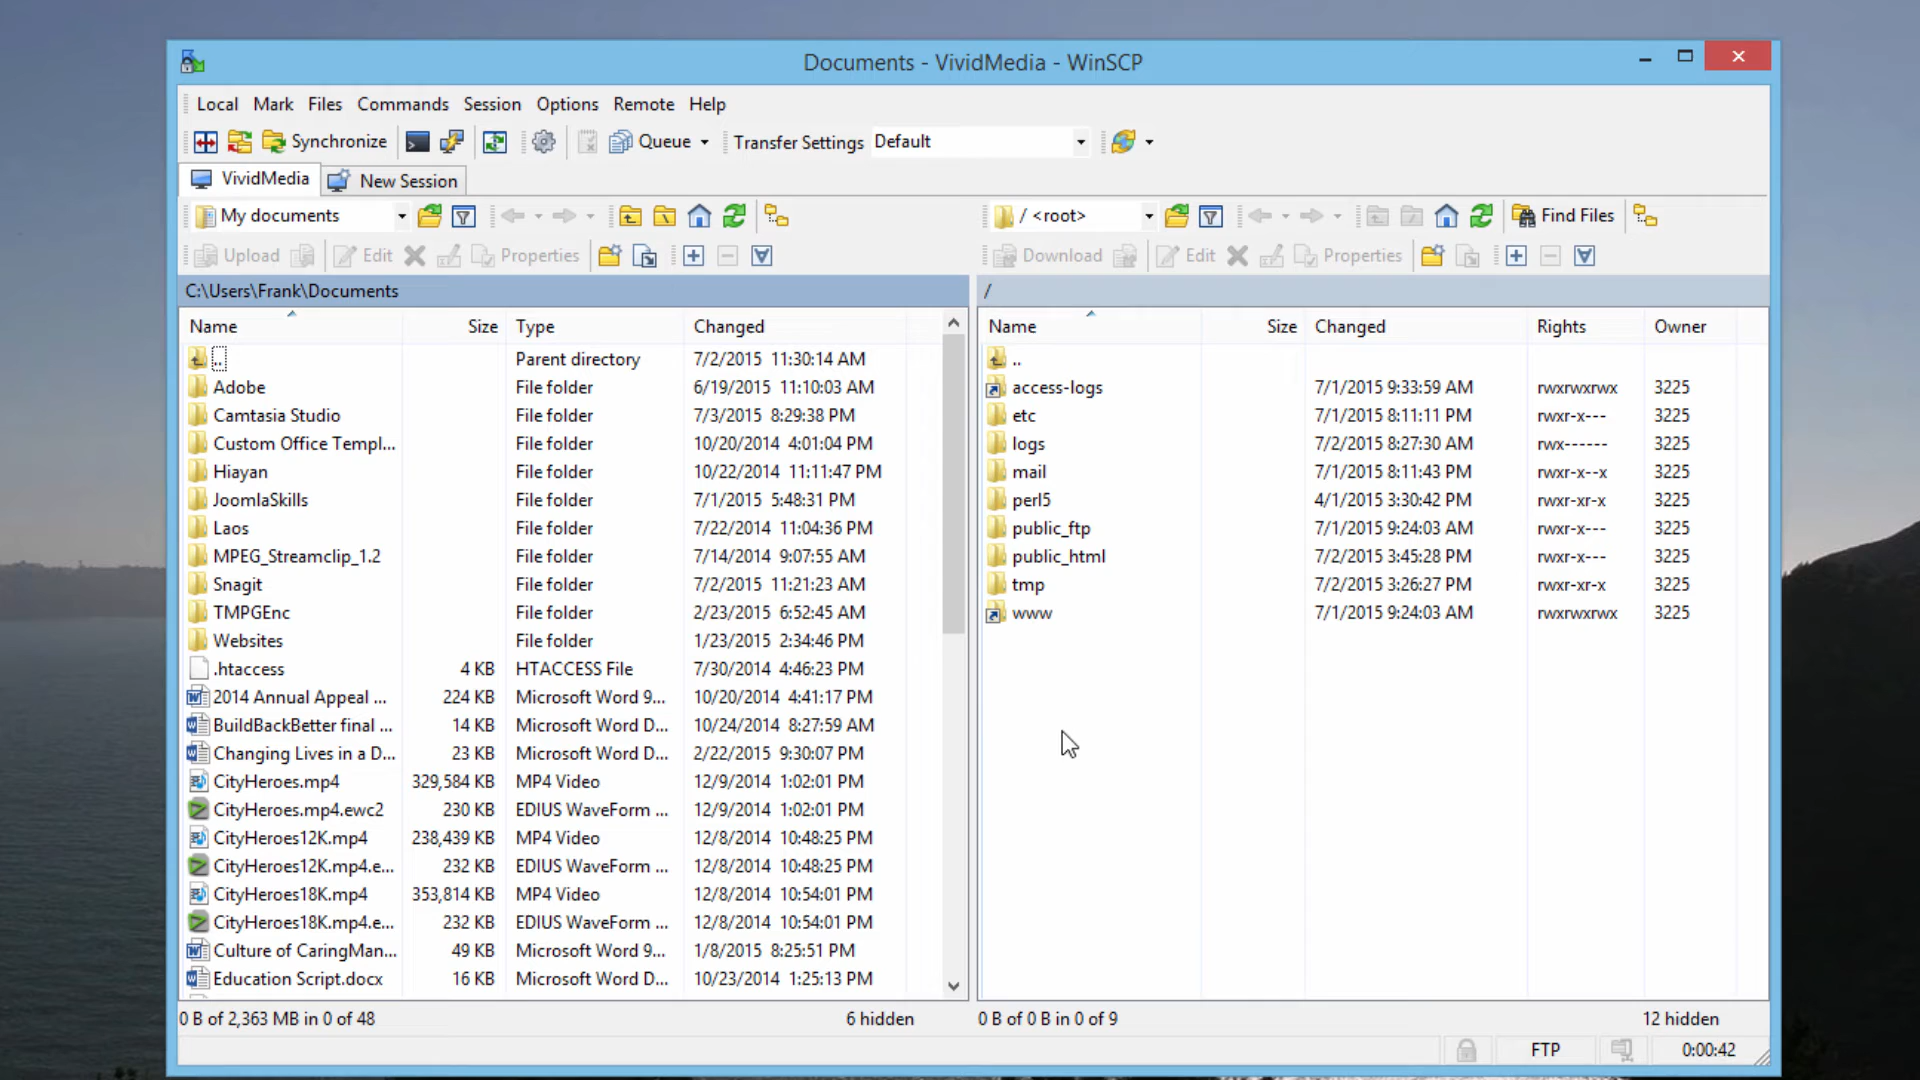 Documents - VividMedia - WinSCP
Local Mark Files Commands Session Options Remote Help
Synchronize Queue Transfer Settings Default
VividMedia New Session
My documents
/ <root> Find Files
Upload Edit Properties
Download Edit Properties
C:\Users\Frank\Documents
/
Name Size Type Changed
.. Parent directory 7/2/2015 11:30:14 AM
Adobe File folder 6/19/2015 11:10:03 AM
Camtasia Studio File folder 7/3/2015 8:29:38 PM
Custom Office Templ... File folder 10/20/2014 4:01:04 PM
Hiayan File folder 10/22/2014 11:11:47 PM
JoomlaSkills File folder 7/1/2015 5:48:31 PM
Laos File folder 7/22/2014 11:04:36 PM
MPEG_Streamclip_1.2 File folder 7/14/2014 9:07:55 AM
Snagit File folder 7/2/2015 11:21:23 AM
TMPGEnc File folder 2/23/2015 6:52:45 AM
Websites File folder 1/23/2015 2:34:46 PM
.htaccess 4 KB HTACCESS File 7/30/2014 4:46:23 PM
2014 Annual Appeal ... 224 KB Microsoft Word 9... 10/20/2014 4:41:17 PM
BuildBackBetter final ... 14 KB Microsoft Word D... 10/24/2014 8:27:59 AM
Changing Lives in a D... 23 KB Microsoft Word D... 2/22/2015 9:30:07 PM
CityHeroes.mp4 329,584 KB MP4 Video 12/9/2014 1:02:01 PM
CityHeroes.mp4.ewc2 230 KB EDIUS WaveForm ... 12/9/2014 1:02:01 PM
CityHeroes12K.mp4 238,439 KB MP4 Video 12/8/2014 10:48:25 PM
CityHeroes12K.mp4.e... 232 KB EDIUS WaveForm ... 12/8/2014 10:48:25 PM
CityHeroes18K.mp4 353,814 KB MP4 Video 12/8/2014 10:54:01 PM
CityHeroes18K.mp4.e... 232 KB EDIUS WaveForm ... 12/8/2014 10:54:01 PM
Culture of CaringMan... 49 KB Microsoft Word 9... 1/8/2015 8:25:51 PM
Education Script.docx 16 KB Microsoft Word D... 10/23/2014 1:25:13 PM
0 B of 2,363 MB in 0 of 48 6 hidden
Name Size Changed Rights Owner
..
access-logs 7/1/2015 9:33:59 AM rwxrwxrwx 3225
etc 7/1/2015 8:11:11 PM rwxr-x--- 3225
logs 7/2/2015 8:27:30 AM rwx------ 3225
mail 7/1/2015 8:11:43 PM rwxr-x--x 3225
perl5 4/1/2015 3:30:42 PM rwxr-xr-x 3225
public_ftp 7/1/2015 9:24:03 AM rwxr-x--- 3225
public_html 7/2/2015 3:45:28 PM rwxr-x--- 3225
tmp 7/2/2015 3:26:27 PM rwxr-xr-x 3225
www 7/1/2015 9:24:03 AM rwxrwxrwx 3225
0 B of 0 B in 0 of 9 12 hidden
FTP 0:00:42